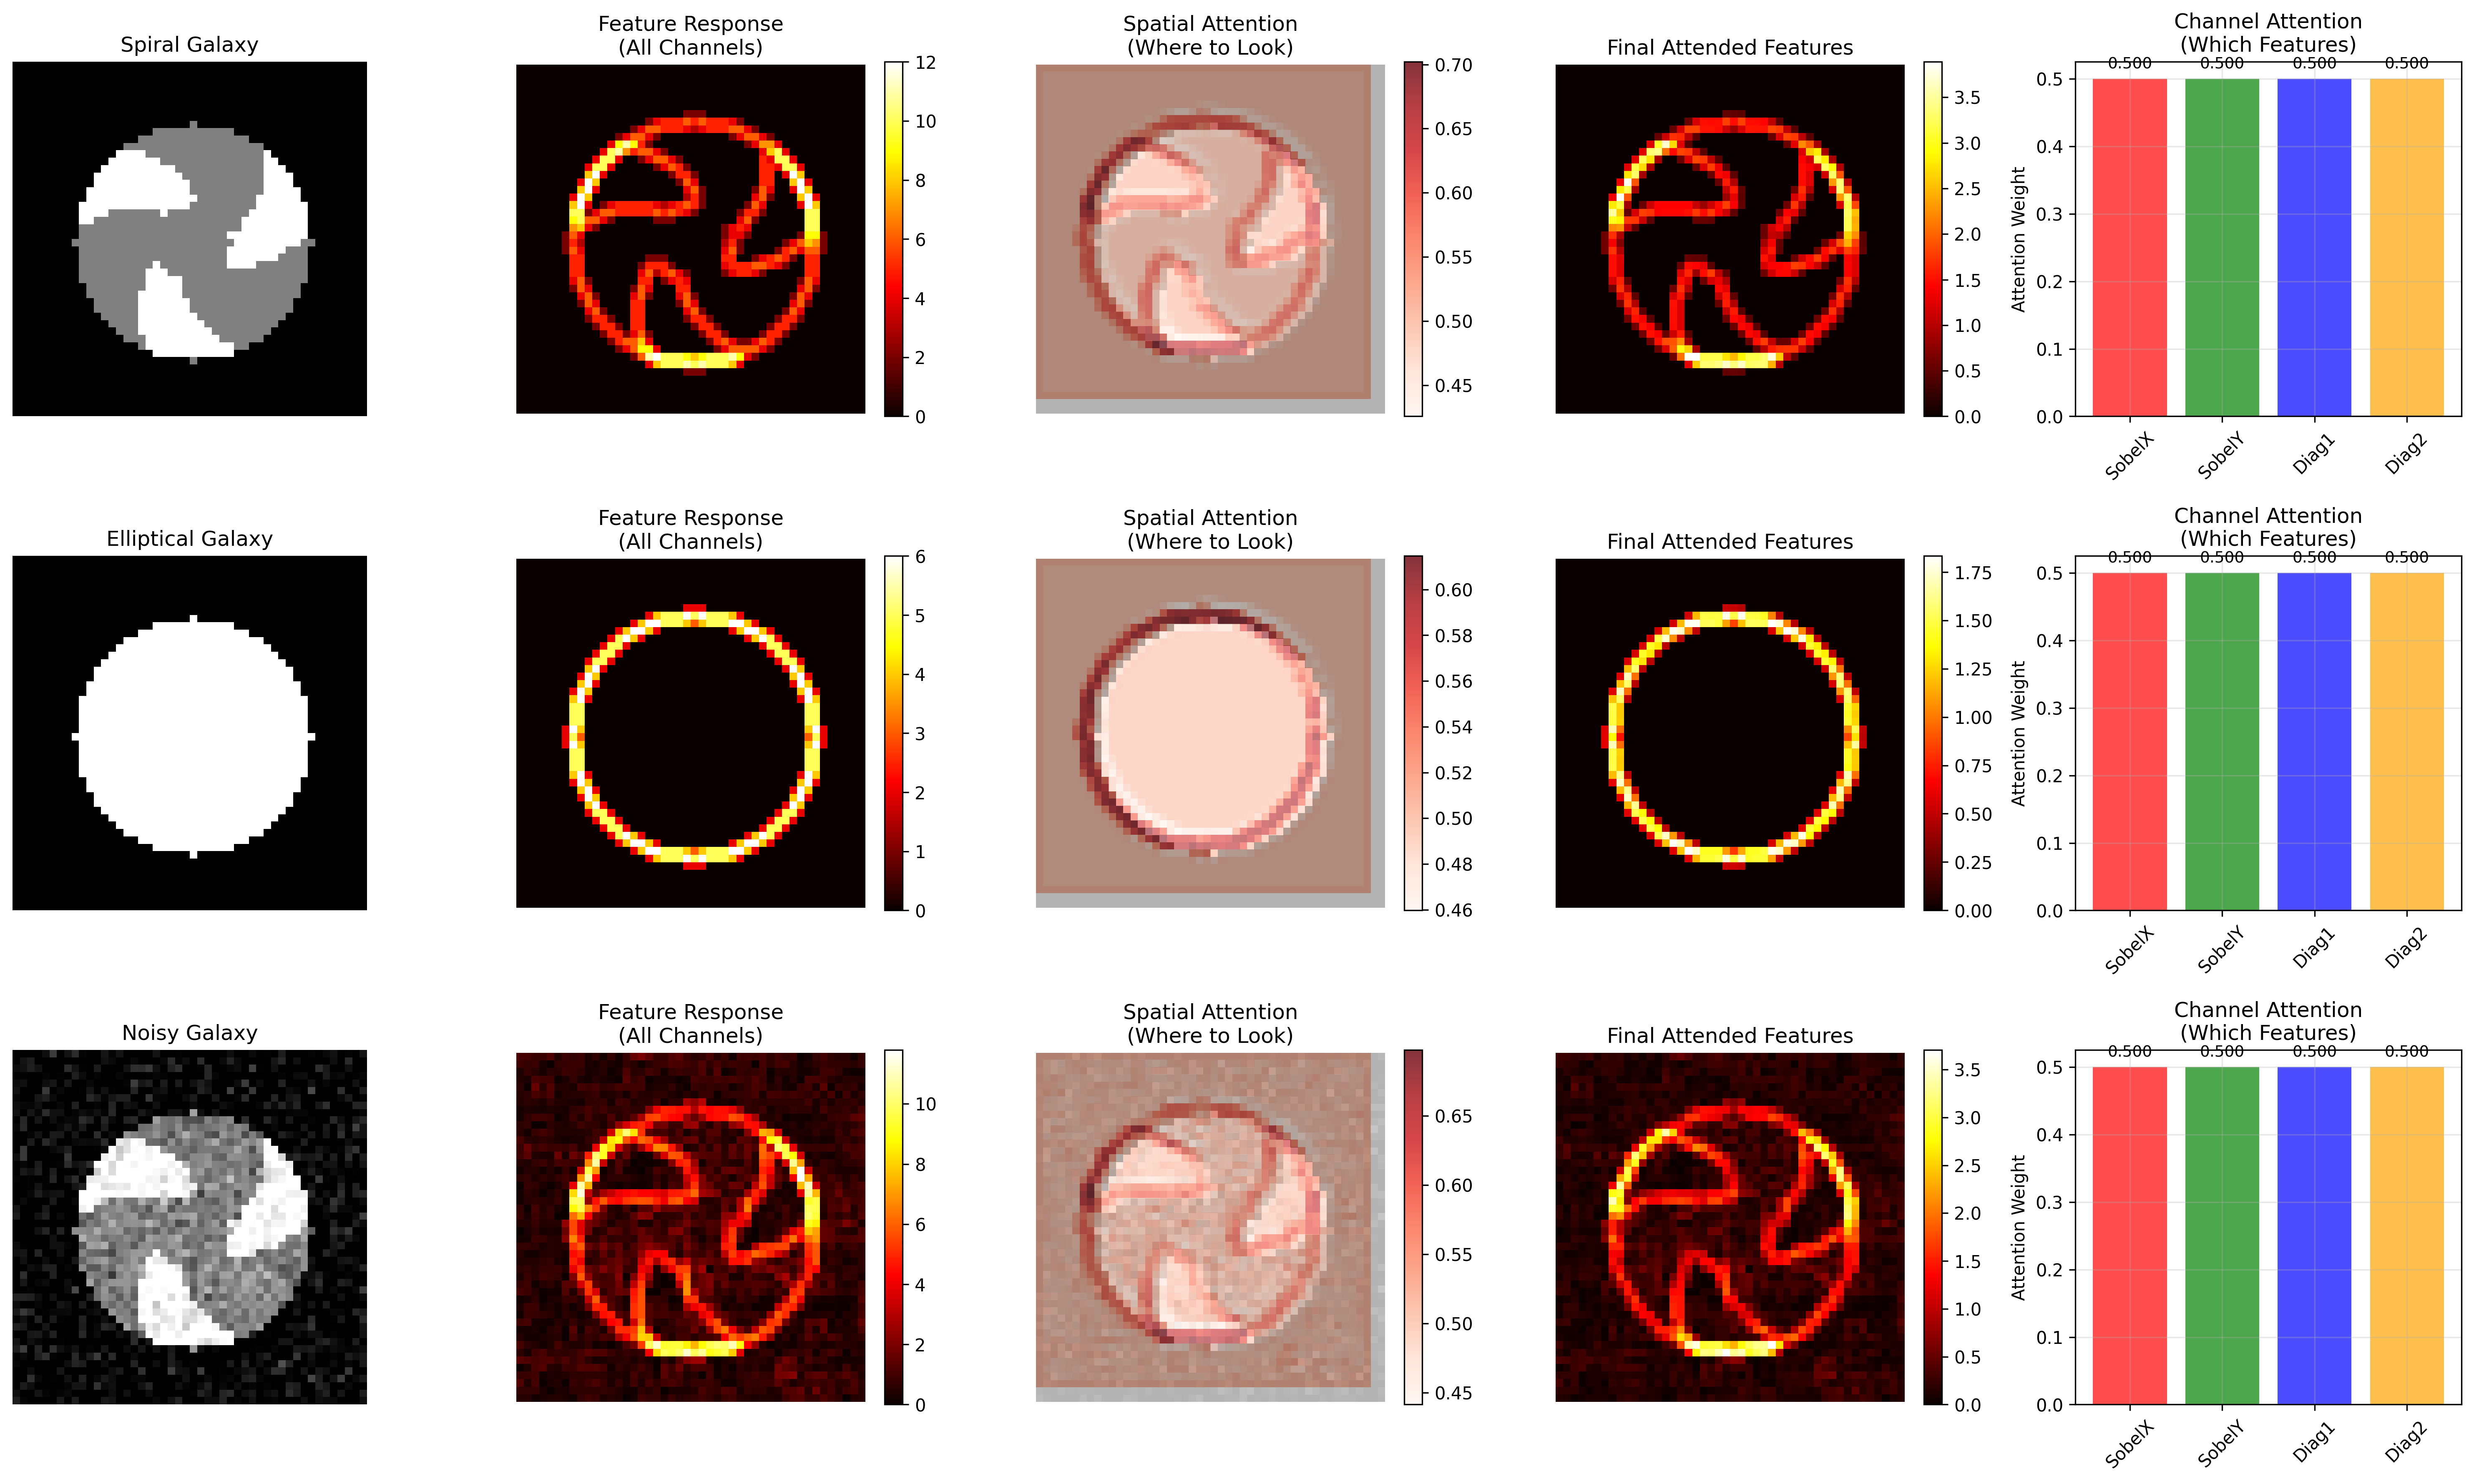 Spiral Galaxy
Feature Response
(All Channels)
12
10
8
6
4
2
0
Spatial Attention
(Where to Look)
0.70
0.65
0.60
0.55
0.50
0.45
Final Attended Features
3.5
3.0
2.5
2.0
1.5
1.0
0.5
0.0
Channel Attention
(Which Features)
0.500 0.500 0.500 0.500
Attention Weight
0.5
0.4
0.3
0.2
0.1
0.0
SobelX SobelY Diag1 Diag2
Elliptical Galaxy
Feature Response
(All Channels)
6
5
4
3
2
1
0
Spatial Attention
(Where to Look)
0.60
0.58
0.56
0.54
0.52
0.50
0.48
0.46
Final Attended Features
1.75
1.50
1.25
1.00
0.75
0.50
0.25
0.00
Channel Attention
(Which Features)
0.500 0.500 0.500 0.500
Attention Weight
0.5
0.4
0.3
0.2
0.1
0.0
SobelX SobelY Diag1 Diag2
Noisy Galaxy
Feature Response
(All Channels)
10
8
6
4
2
0
Spatial Attention
(Where to Look)
0.65
0.60
0.55
0.50
0.45
Final Attended Features
3.5
3.0
2.5
2.0
1.5
1.0
0.5
0.0
Channel Attention
(Which Features)
0.500 0.500 0.500 0.500
Attention Weight
0.5
0.4
0.3
0.2
0.1
0.0
SobelX SobelY Diag1 Diag2